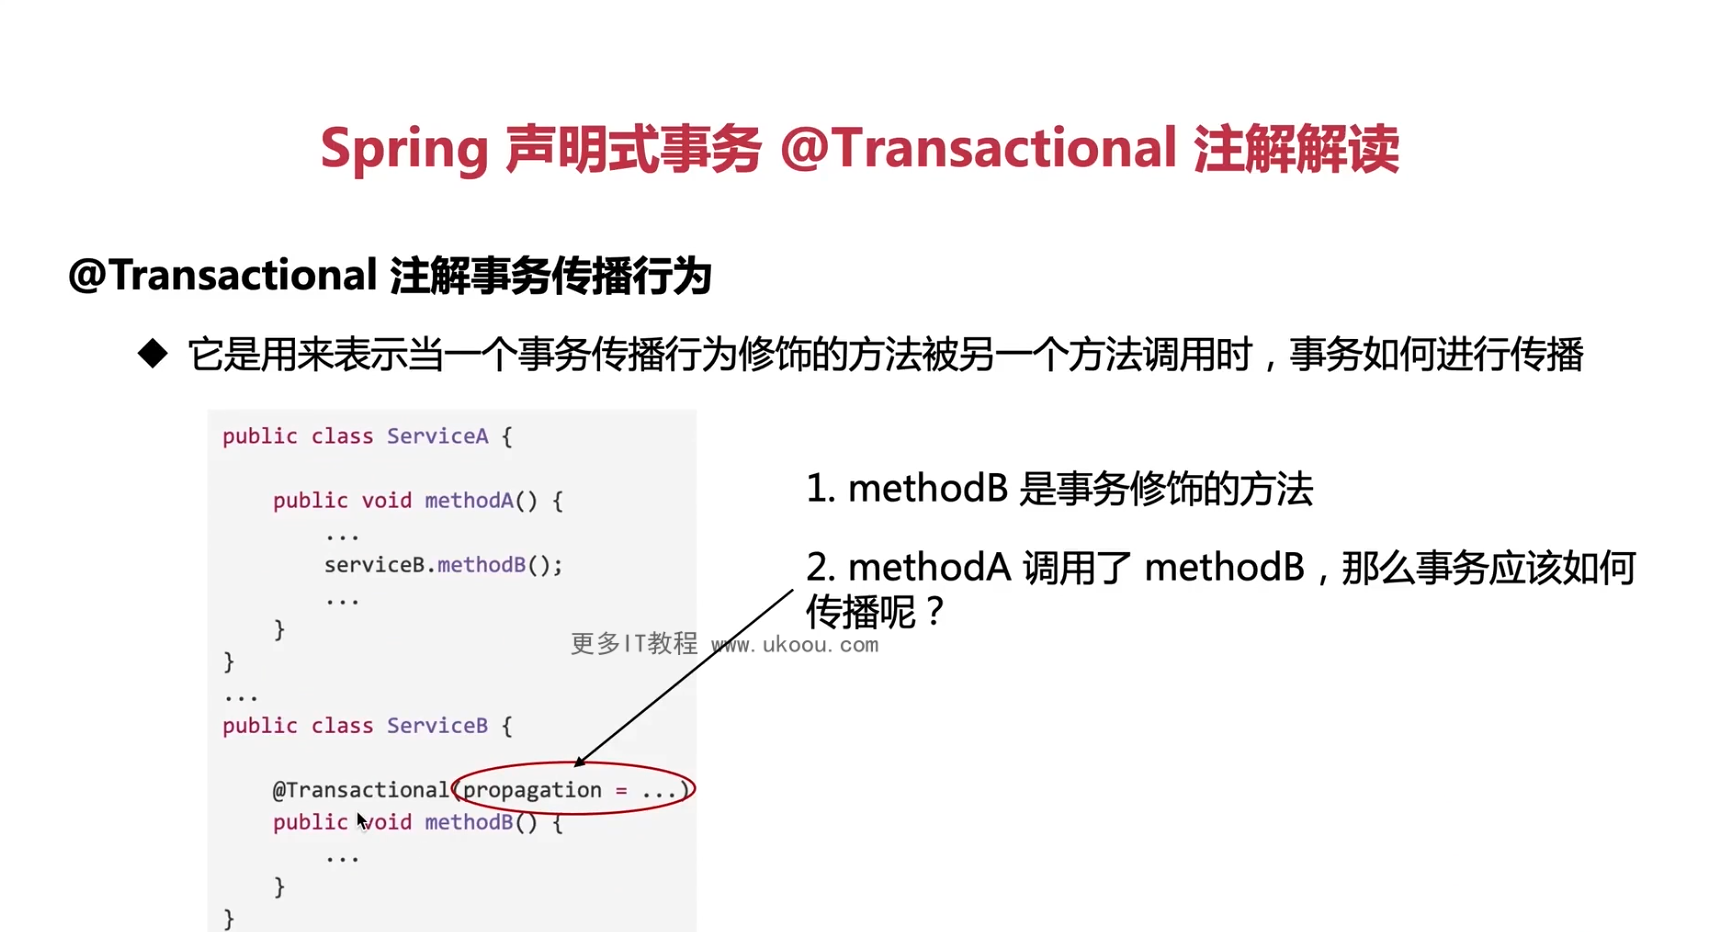 Spring 声明式事务 @Transactional 注解解读
@Transactional 注解事务传播行为
◆ 它是用来表示当一个事务传播行为修饰的方法被另一个方法调用时，事务如何进行传播
public class ServiceA {
public void methodA() {
...
serviceB.methodB();
...
}
}
...
public class ServiceB {
@Transactional(propagation = ...)
public void methodB() {
...
}
}
1. methodB 是事务修饰的方法
2. methodA 调用了 methodB，那么事务应该如何
传播呢？
更多IT教程 www.ukoou.com